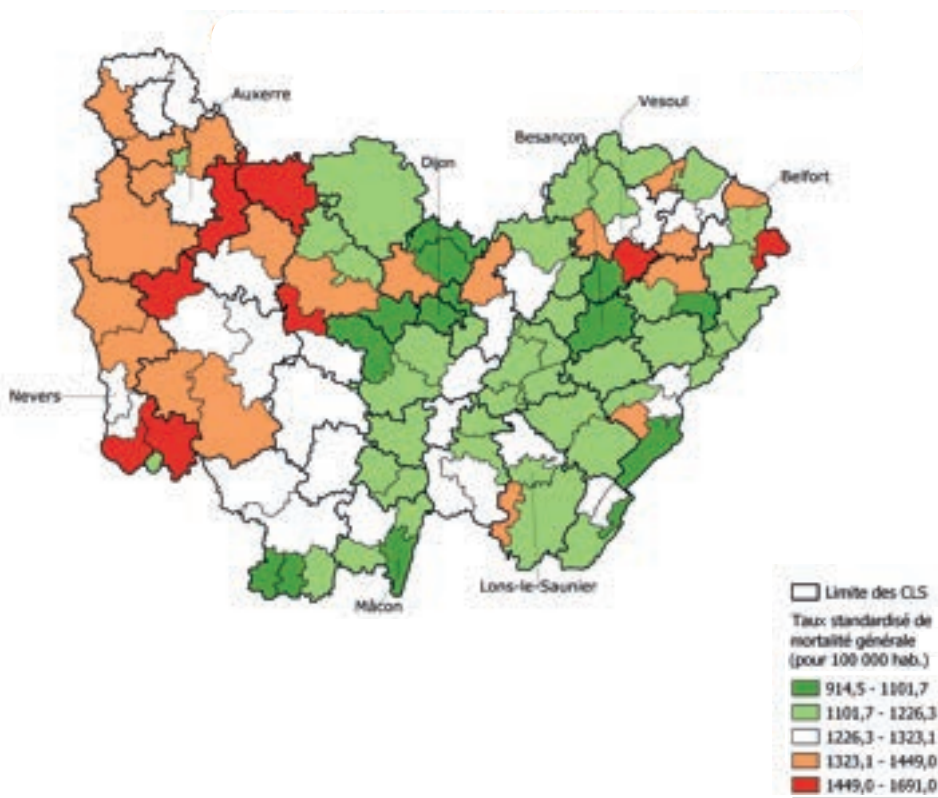 Auxerre
Vesoul
Besançon
Dijon
Belfort
Nevers
Lons-le-Saunier
Mâcon
Limite des CLS
Taux standardisé de
mortalité générale
(pour 100 000 hab.)
914,5 - 1101,7
1101,7 - 1226,3
1226,3 - 1323,1
1323,1 - 1449,0
1449,0 - 1691,0